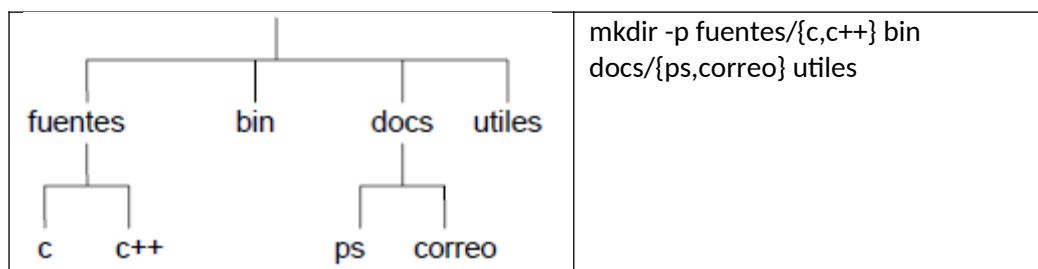 mkdir -p fuentes/{c,c++} bin
docs/{ps,correo} utiles
fuentes bin docs utiles
c c++ ps correo